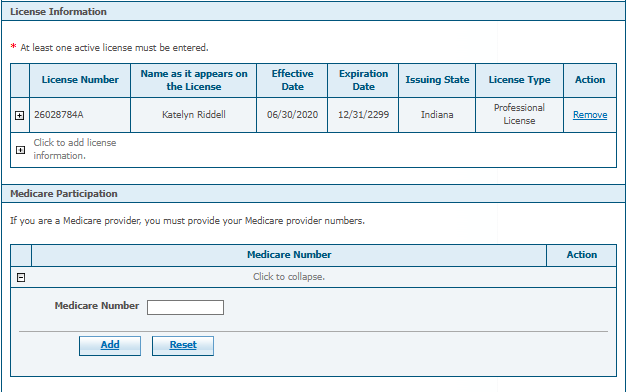 License Information
* At least one active license must be entered.
License Number Name as it appears on the License Effective Date Expiration Date Issuing State License Type Action
26028784A Katelyn Riddell 06/30/2020 12/31/2299 Indiana Professional License Remove
Click to add license
information.
Medicare Participation
If you are a Medicare provider, you must provide your Medicare provider numbers.
Medicare Number Action
Click to collapse.
Medicare Number
Add Reset